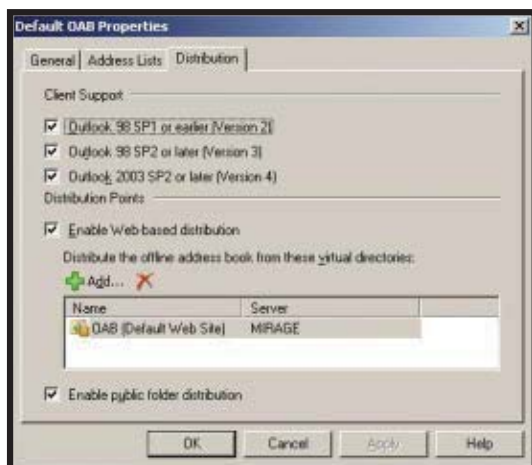 Default OAB Properties
General Address Lists Distribution
Client Support
Outlook 98 SP1 or earlier (Version 2)
Outlook 98 SP2 or later (Version 3)
Outlook 2003 SP2 or later (Version 4)
Distribution Points
Enable Web-based distribution
Distribute the offline address book from these virtual directories:
Add...
Name Server
OAB (Default Web Site) MIRAGE
Enable public folder distribution
OK Cancel Apply Help